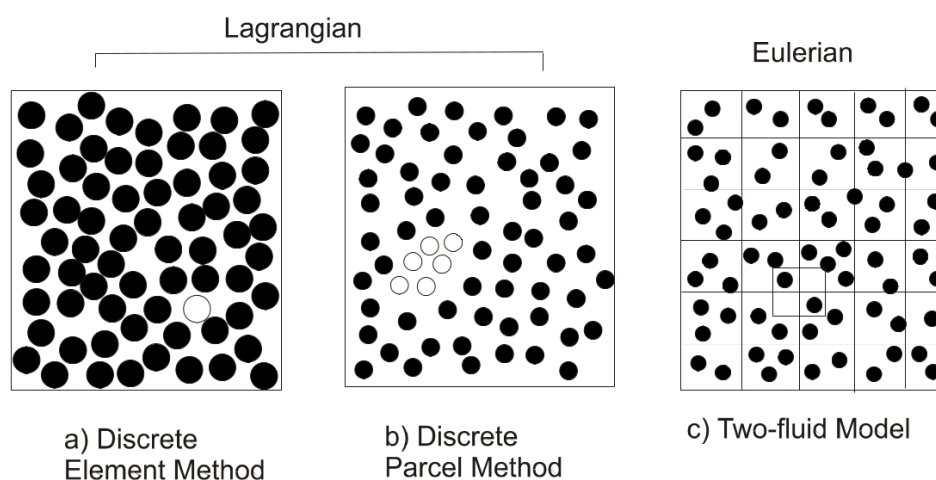 Lagrangian
Eulerian
a) Discrete
Element Method
b) Discrete
Parcel Method
c) Two-fluid Model